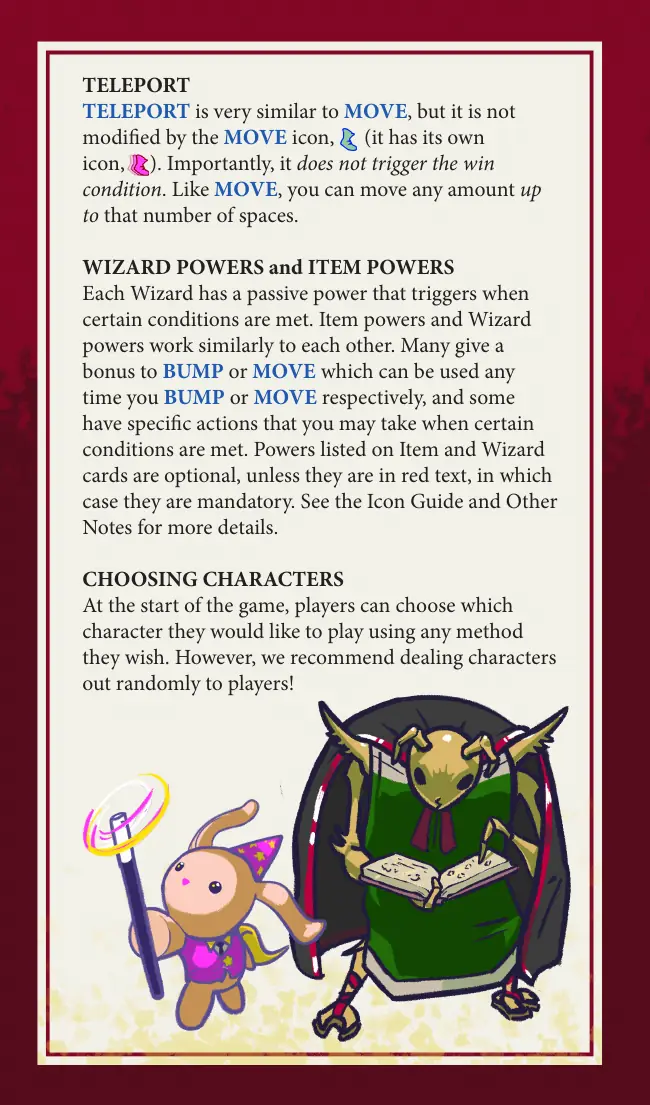 TELEPORT
TELEPORT is very similar to MOVE, but it is not
modified by the MOVE icon, (it has its own
icon, ). Importantly, it does not trigger the win
condition. Like MOVE, you can move any amount up
to that number of spaces.
WIZARD POWERS and ITEM POWERS
Each Wizard has a passive power that triggers when
certain conditions are met. Item powers and Wizard
powers work similarly to each other. Many give a
bonus to BUMP or MOVE which can be used any
time you BUMP or MOVE respectively, and some
have specific actions that you may take when certain
conditions are met. Powers listed on Item and Wizard
cards are optional, unless they are in red text, in which
case they are mandatory. See the Icon Guide and Other
Notes for more details.
CHOOSING CHARACTERS
At the start of the game, players can choose which
character they would like to play using any method
they wish. However, we recommend dealing characters
out randomly to players!